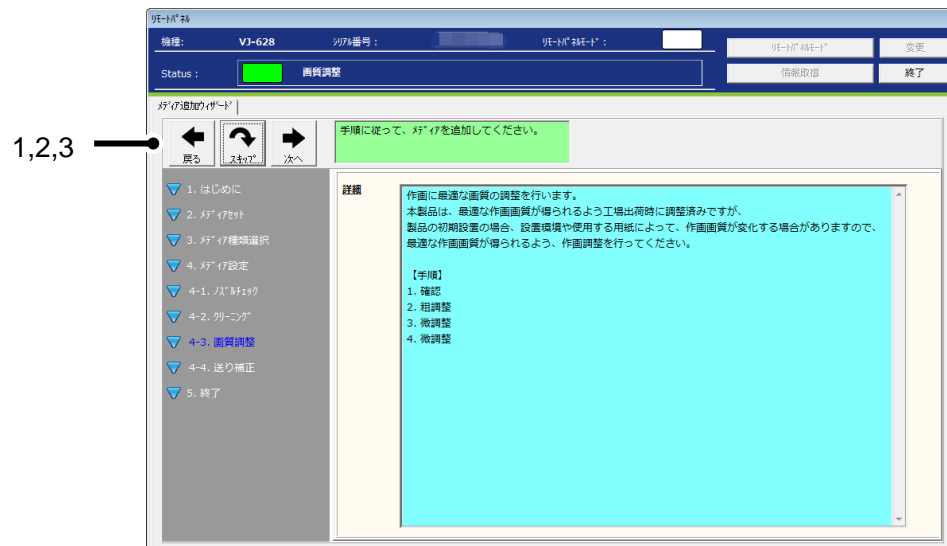 リモートパネル
機種: VJ-628 シリアル番号: リモートパネルモード:
リモートパネルモード 変更
Status: 画質調整
情報取得 終了
メディア追加ウィザード
1,2,3
戻る スキップ 次へ
手順に従って、メディアを追加してください。
1. はじめに
2. メディアセット
3. メディア種類選択
4. メディア設定
4-1. ノズルチェック
4-2. クリーニング
4-3. 画質調整
4-4. 送り補正
5. 終了
詳細
作画に最適な画質の調整を行います。
本製品は、最適な作画画質が得られるよう工場出荷時に調整済みですが、
製品の初期設置の場合、設置環境や使用する用紙によって、作画画質が変化する場合がありますので、
最適な作画画質が得られるよう、作画調整を行ってください。
【手順】
1. 確認
2. 粗調整
3. 微調整
4. 微調整